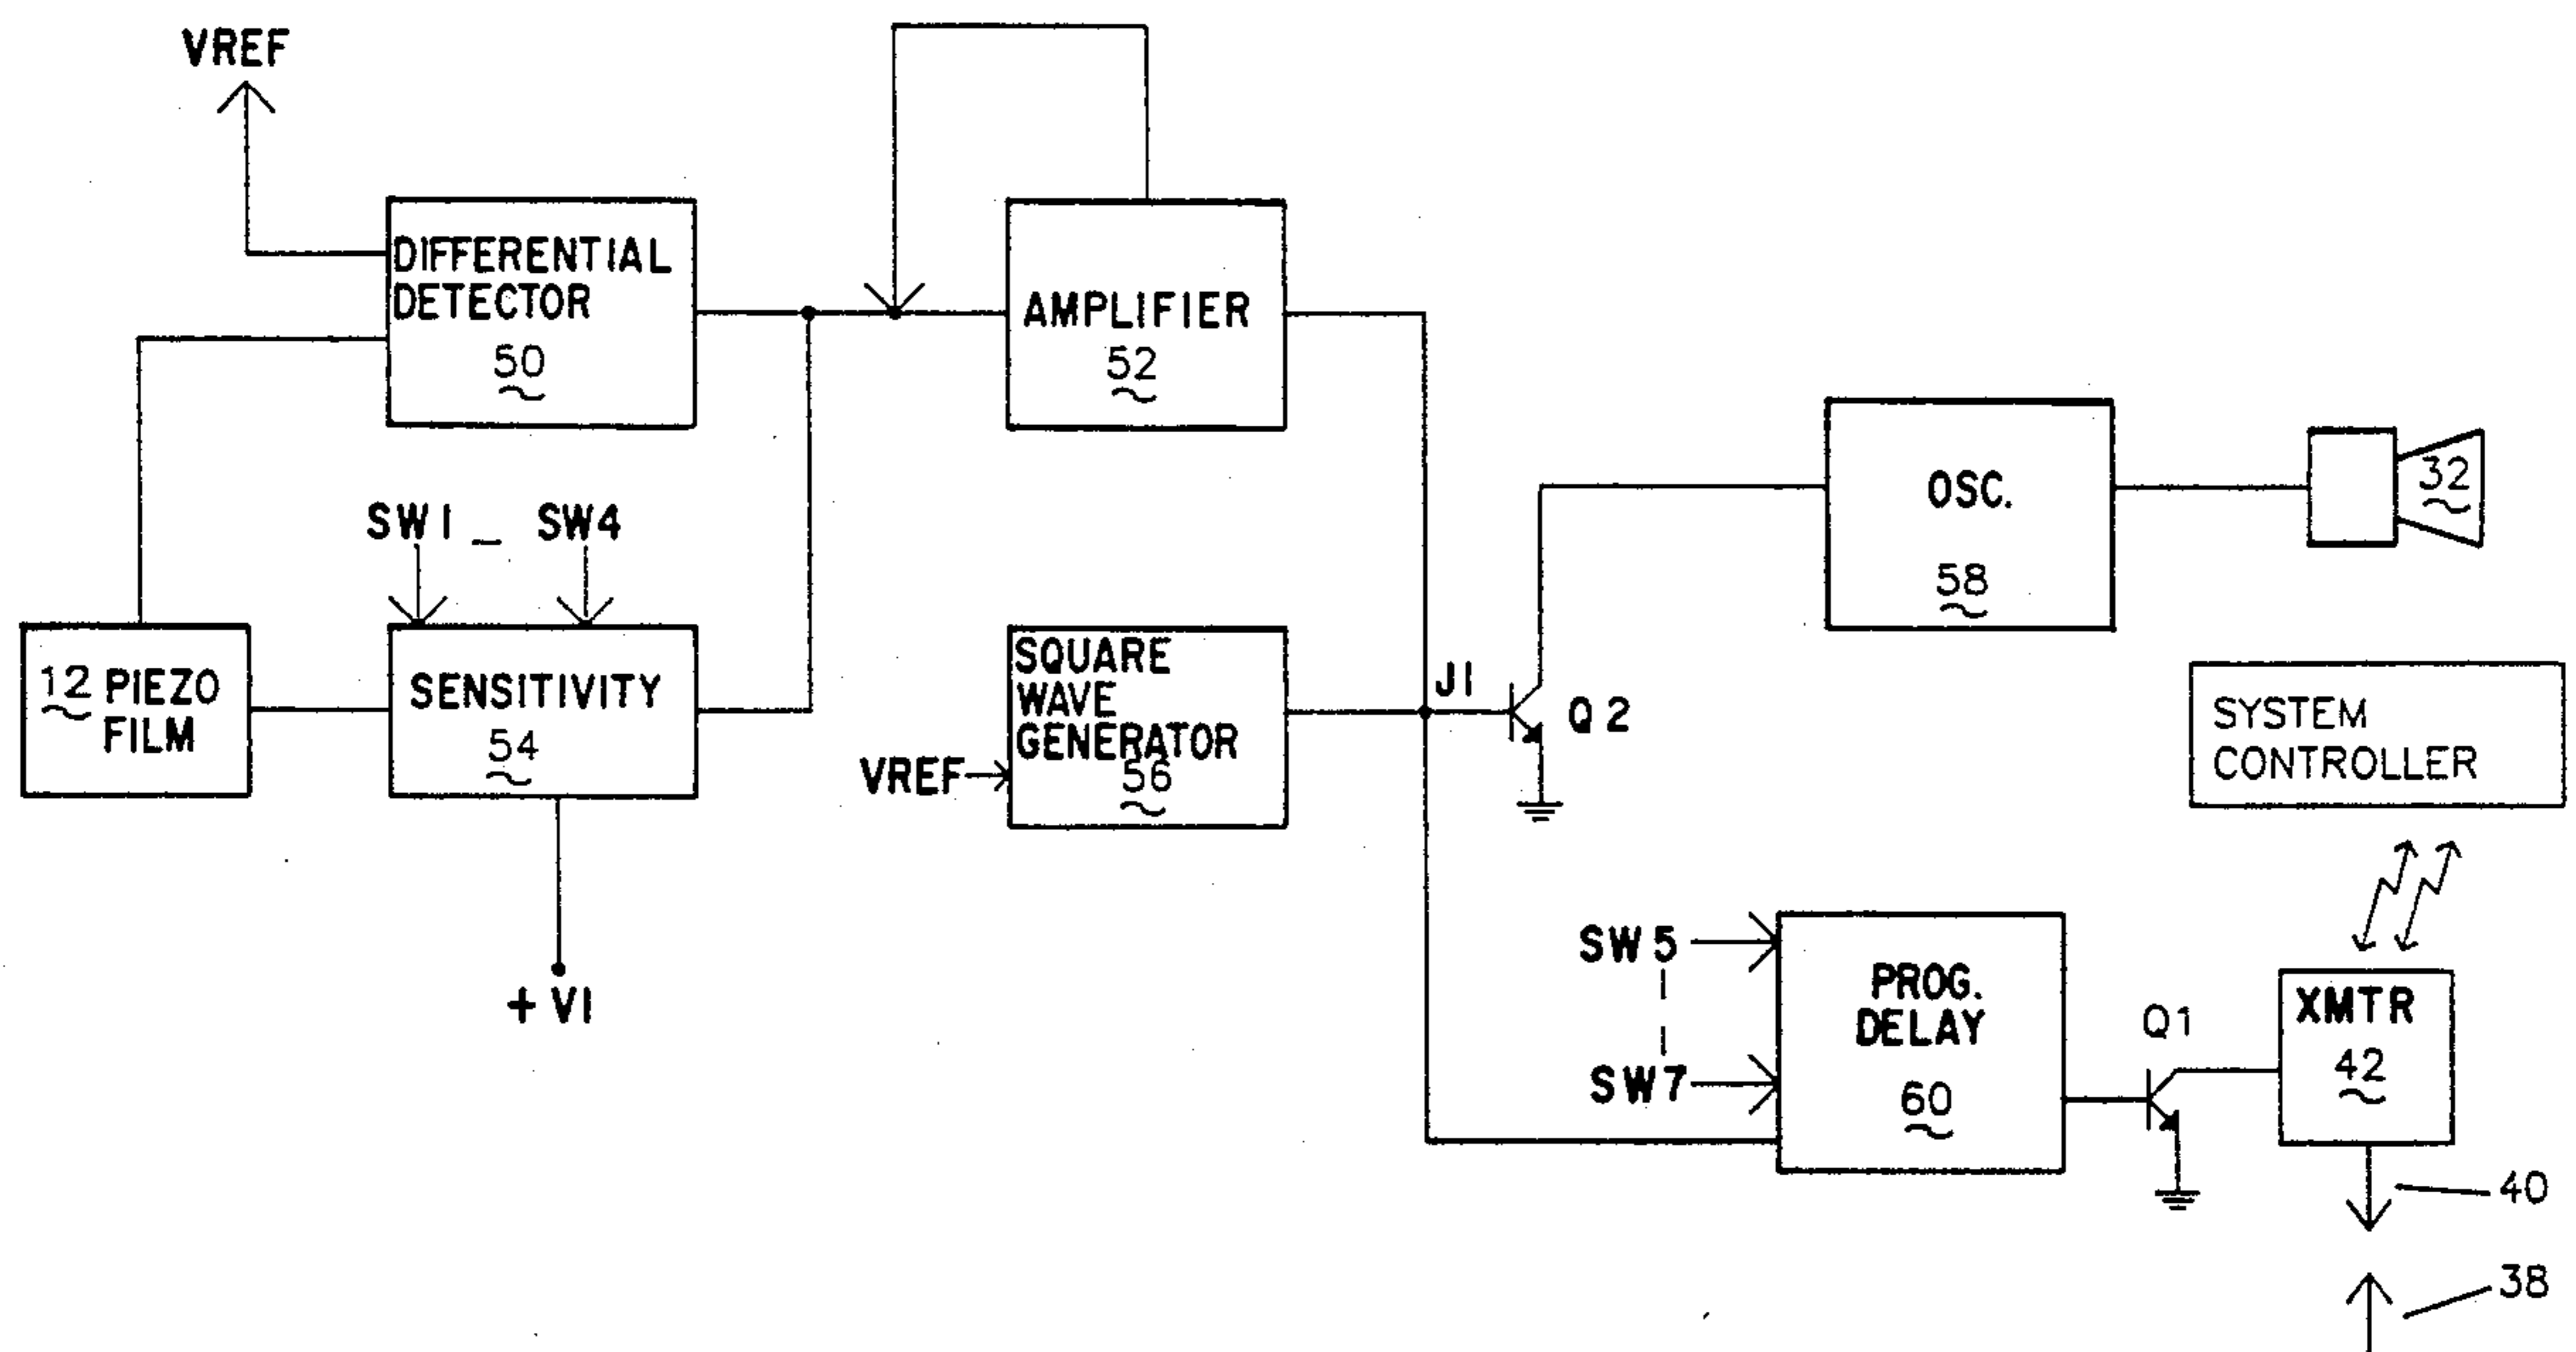 VREF
DIFFERENTIAL
DETECTOR
50
AMPLIFIER
52
SW1 _ SW4
12 PIEZO
FILM
SENSITIVITY
54
+ V1
SQUARE
WAVE
GENERATOR
56
VREF
J1
Q2
OSC.
58
32
SYSTEM
CONTROLLER
SW5
SW7
PROG.
DELAY
60
Q1
XMTR
42
40
38